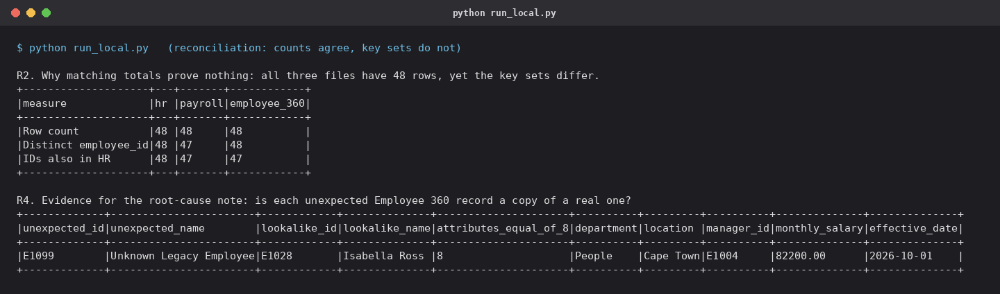 python run_local.py
$ python run_local.py   (reconciliation: counts agree, key sets do not)
R2. Why matching totals prove nothing: all three files have 48 rows, yet the key sets differ.
+--------------------+---+-------+------------+
|measure             |hr |payroll|employee_360|
+--------------------+---+-------+------------+
|Row count           |48 |48     |48          |
|Distinct employee_id|48 |47     |48          |
|IDs also in HR      |48 |47     |47          |
+--------------------+---+-------+------------+
R4. Evidence for the root-cause note: is each unexpected Employee 360 record a copy of a real one?
+-------------+-----------------------+------------+--------------+---------------------+----------+---------+----------+--------------+--------------+
|unexpected_id|unexpected_name        |lookalike_id|lookalike_name|attributes_equal_of_8|department|location |manager_id|monthly_salary|effective_date|
+-------------+-----------------------+------------+--------------+---------------------+----------+---------+----------+--------------+--------------+
|E1099        |Unknown Legacy Employee|E1028       |Isabella Ross |8                    |People    |Cape Town|E1004     |82200.00      |2026-10-01    |
+-------------+-----------------------+------------+--------------+---------------------+----------+---------+----------+--------------+--------------+